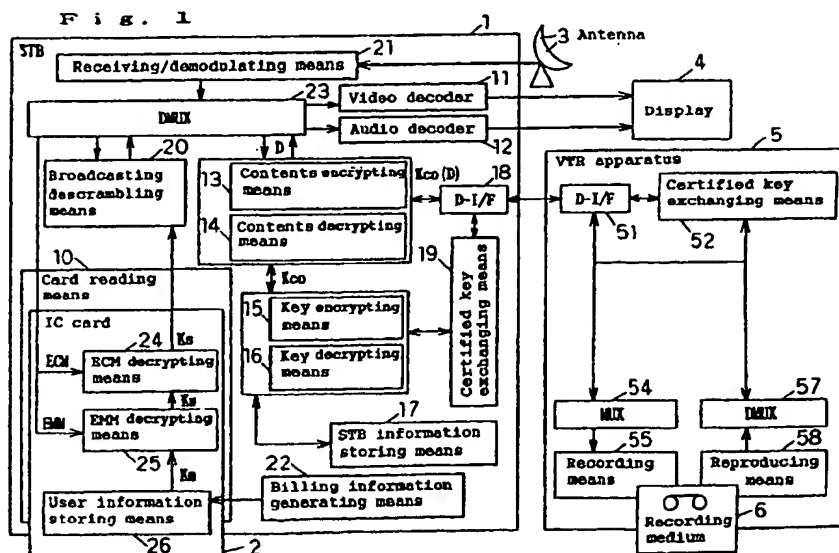 Fig. 1
1
STB
21
Receiving/demodulating means
3
Antenna
23
DMUX
11
Video decoder
Audio decoder
12
4
Display
20
Broadcasting
descrambling
means
D
13
Contents encrypting
means
14
Contents decrypting
means
Kco(D)
18
D-I/F
19
Certified key
exchanging means
Kco
15
Key encrypting
means
16
Key decrypting
means
17
STB information
storing means
22
Billing information
generating means
10
Card reading
means
IC card
Ks
24
ECM
ECM decrypting
means
EMM
EMM decrypting
means
25
User information
storing means
26
2
5
VTR apparatus
D-I/F
51
Certified key
exchanging means
52
54
MUX
55
Recording
means
57
DMUX
58
Reproducing
means
Recording
medium
6